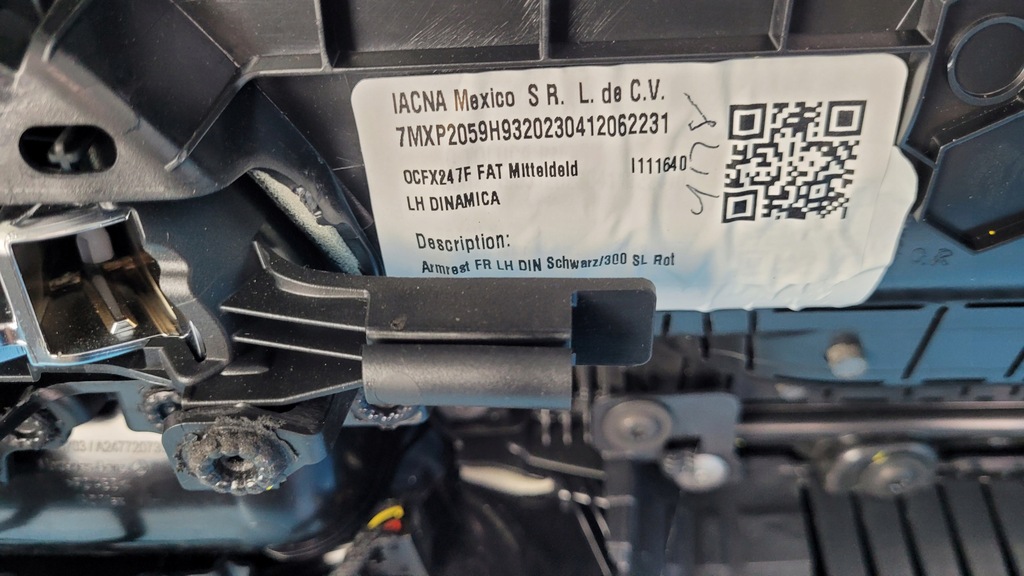 IACNA Mexico S R. L. de C.V.
7MXP2059H9320230412062231
OCFX247F FAT Mitteldeld I111640
LH DINAMICA
Description:
Armrest FR LH DIN Schwarz/300 SL Rot